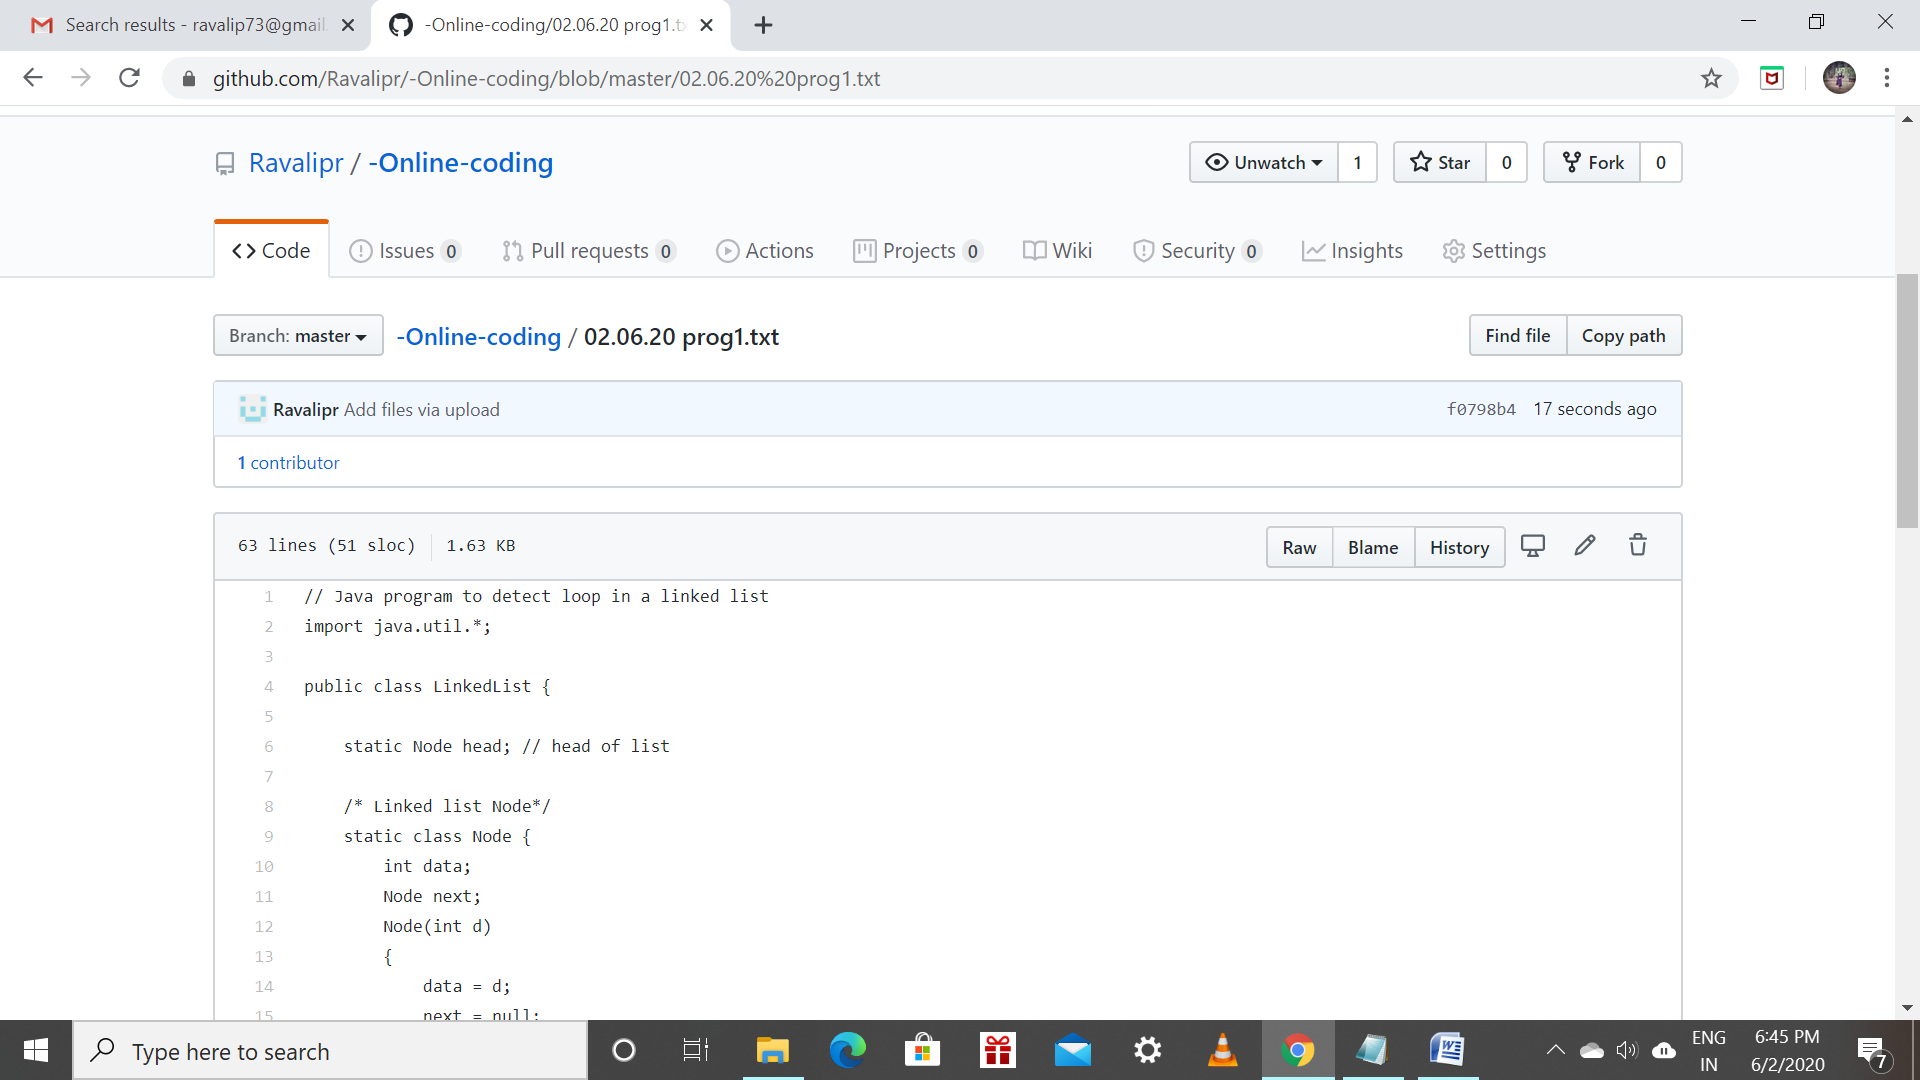 Search results - ravalip73@gmail.
-Online-coding/02.06.20 prog1.t
github.com/Ravalipr/-Online-coding/blob/master/02.06.20%20prog1.txt
Ravalipr / -Online-coding
Unwatch 1 Star 0 Fork 0
Code Issues 0 Pull requests 0 Actions Projects 0 Wiki Security 0 Insights Settings
Branch: master -Online-coding / 02.06.20 prog1.txt Find file Copy path
Ravalipr Add files via upload f0798b4 17 seconds ago
1 contributor
63 lines (51 sloc) 1.63 KB Raw Blame History
1 // Java program to detect loop in a linked list
2 import java.util.*;
3
4 public class LinkedList {
5
6 static Node head; // head of list
7
8 /* Linked list Node*/
9 static class Node {
10 int data;
11 Node next;
12 Node(int d)
13 {
14 data = d;
15 next = null;
Type here to search
ENG 6:45 PM
IN 6/2/2020 7